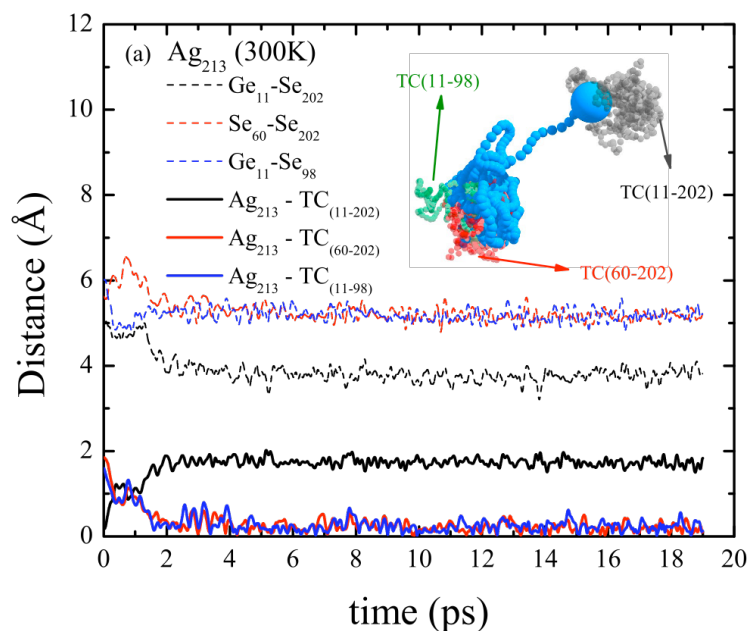 (a) Ag₂₁₃ (300K)
Ge₁₁-Se₂₀₂
Se₆₀-Se₂₀₂
Ge₁₁-Se₉₈
Ag₂₁₃ - TC₍₁₁₋₂₀₂₎
Ag₂₁₃ - TC₍₆₀₋₂₀₂₎
Ag₂₁₃ - TC₍₁₁₋₉₈₎
TC(11-98)
TC(11-202)
TC(60-202)
Distance (Å)
12
10
8
6
4
2
0
0 2 4 6 8 10 12 14 16 18 20
time (ps)